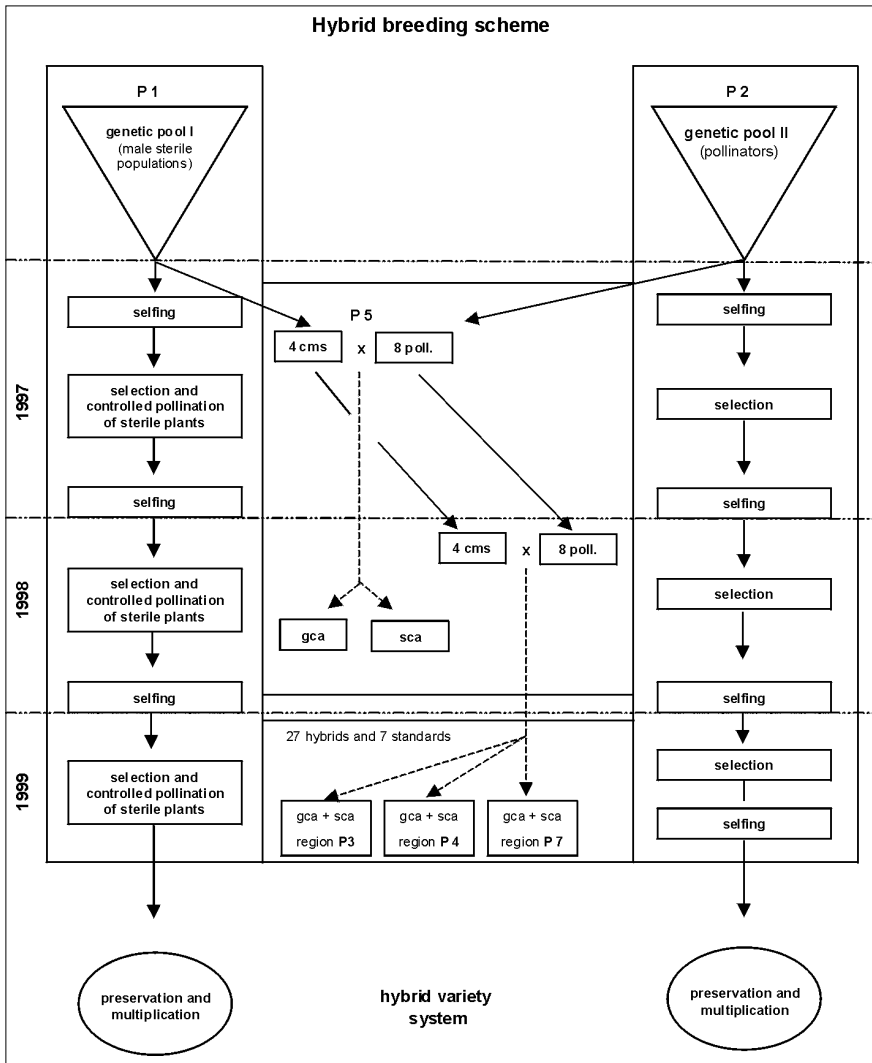 Hybrid breeding scheme
P 1
genetic pool I
(male sterile
populations)
P 2
genetic pool II
(pollinators)
1997
selfing
selection and
controlled pollination
of sterile plants
selfing
P 5
4 cms x 8 poll.
selfing
selection
selfing
1998
selection and
controlled pollination
of sterile plants
selfing
4 cms x 8 poll.
gca sca
selection
selfing
1999
selection and
controlled pollination
of sterile plants
27 hybrids and 7 standards
gca + sca
region P3
gca + sca
region P 4
gca + sca
region P 7
selection
selfing
preservation and
multiplication
hybrid variety
system
preservation and
multiplication